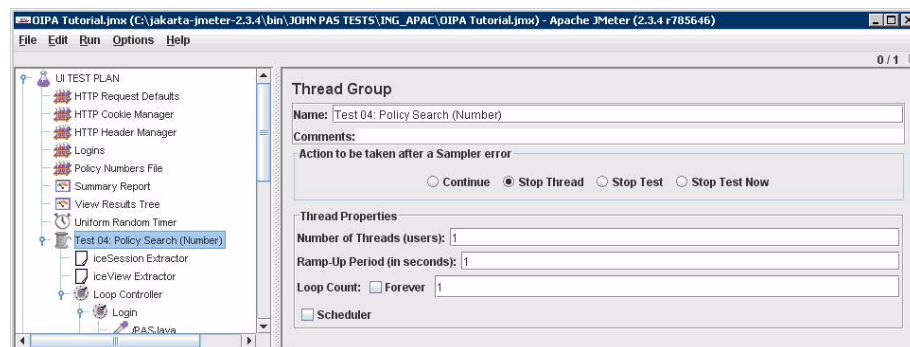 OIPA Tutorial.jmx (C:\jakarta-jmeter-2.3.4\bin\JOHN PAS TESTS\ING_APAC\OIPA Tutorial.jmx) - Apache JMeter (2.3.4 r785646)
File Edit Run Options Help
0 / 1
UI TEST PLAN
HTTP Request Defaults
HTTP Cookie Manager
HTTP Header Manager
Logins
Policy Numbers File
Summary Report
View Results Tree
Uniform Random Timer
Test 04: Policy Search (Number)
iceSession Extractor
iceView Extractor
Loop Controller
Login
/PASJava
Thread Group
Name: Test 04: Policy Search (Number)
Comments:
Action to be taken after a Sampler error
Continue Stop Thread Stop Test Stop Test Now
Thread Properties
Number of Threads (users): 1
Ramp-Up Period (in seconds): 1
Loop Count: Forever 1
Scheduler